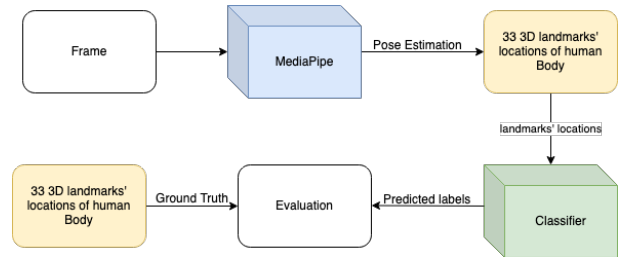 Frame
MediaPipe
Pose Estimation
33 3D landmarks'
locations of human
Body
landmarks' locations
33 3D landmarks'
locations of human
Body
Ground Truth
Evaluation
Predicted labels
Classifier